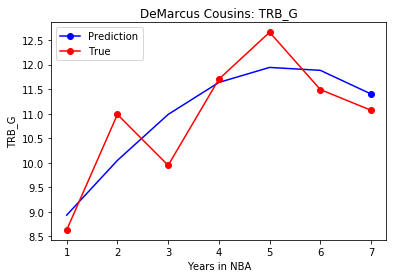 DeMarcus Cousins: TRB_G
Prediction
True
12.5
12.0
11.5
11.0
10.5
10.0
9.5
9.0
8.5
TRB_G
1 2 3 4 5 6 7
Years in NBA